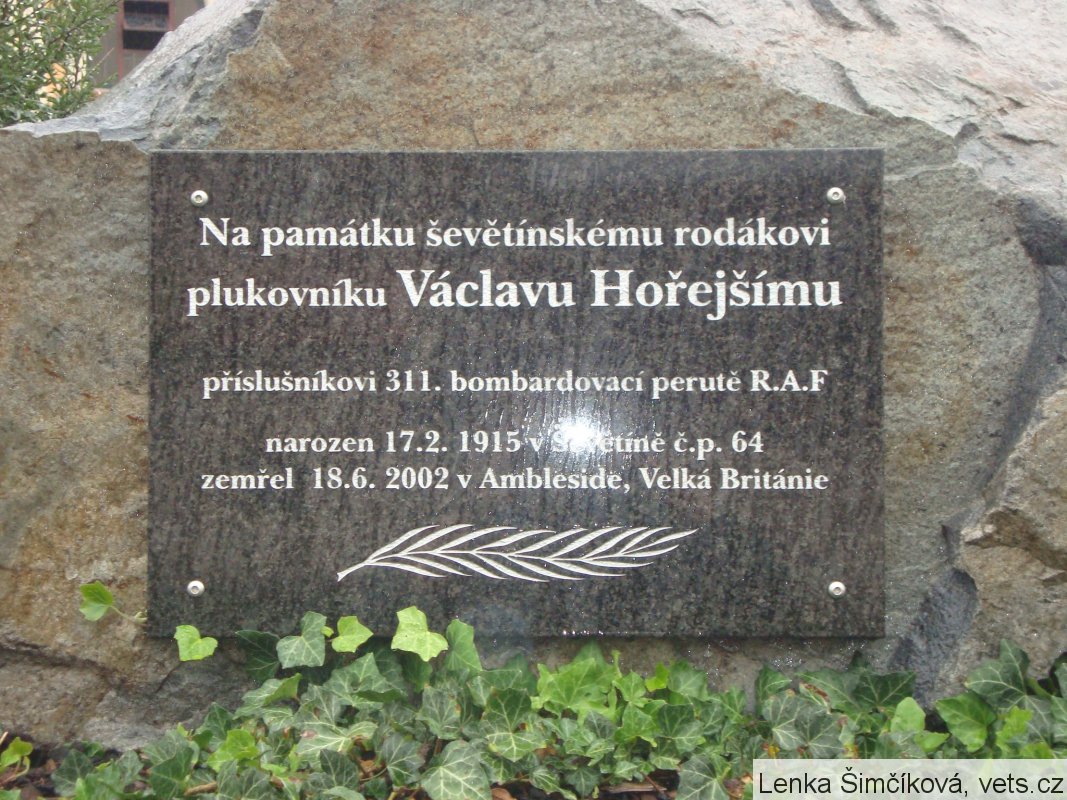 Na památku ševětínskému rodákovi
plukovníku Václavu Hořejšímu
příslušníkovi 311. bombardovací perutě R.A.F
narozen 17.2. 1915 v Ševětíně č.p. 64
zemřel 18.6. 2002 v Ambleside, Velká Británie
Lenka Šimčíková, vets.cz